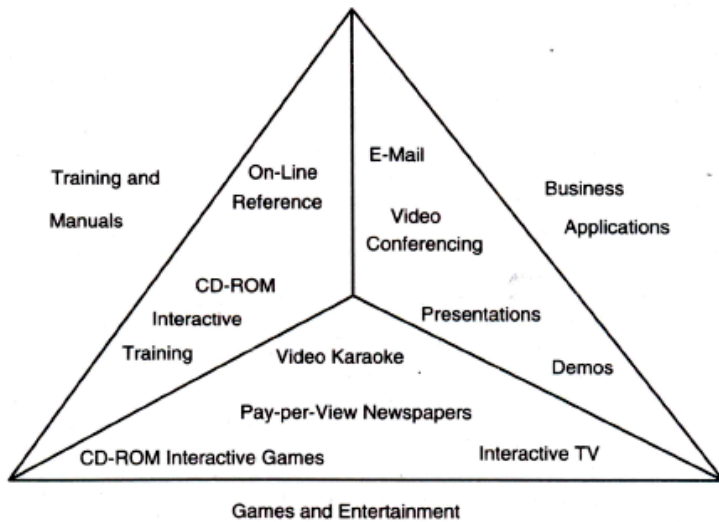 Training and
Manuals
On-Line
Reference
CD-ROM
Interactive
Training
E-Mail
Video
Conferencing
Presentations
Demos
Business
Applications
Video Karaoke
Pay-per-View Newspapers
CD-ROM Interactive Games
Interactive TV
Games and Entertainment